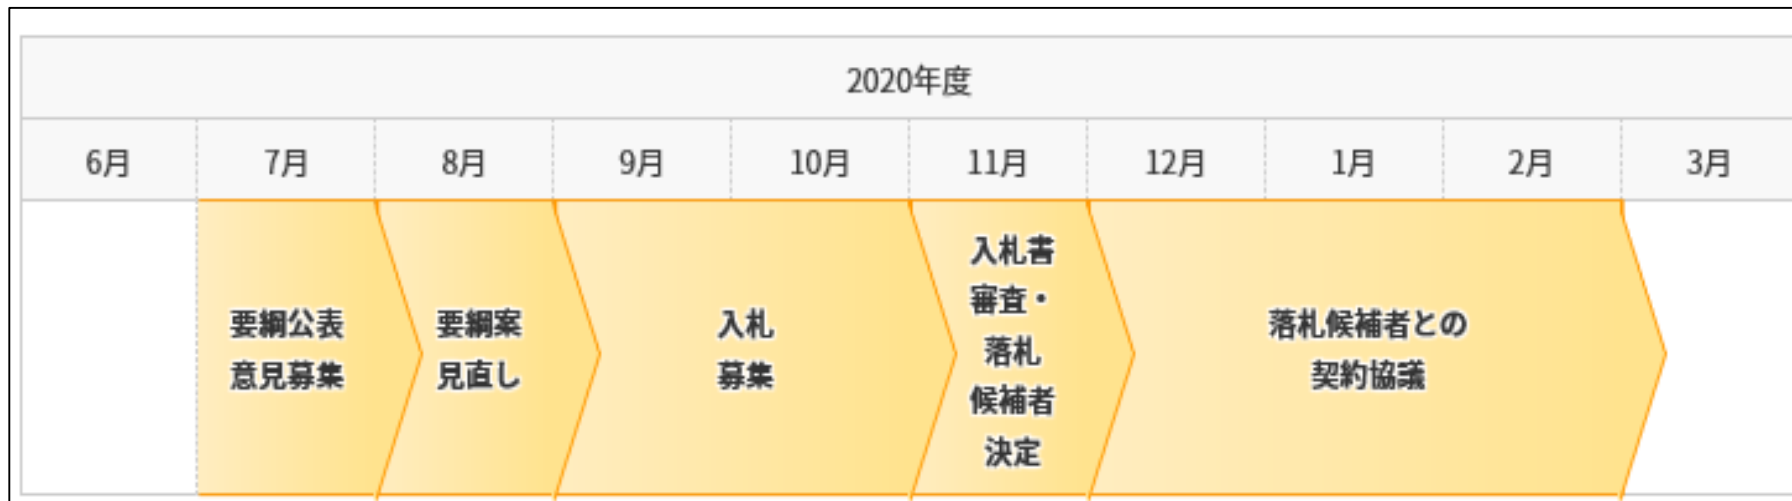 2020年度
6月 7月 8月 9月 10月 11月 12月 1月 2月 3月
要綱公表
意見募集
要綱案
見直し
入札
募集
入札書
審査・
落札
候補者
決定
落札候補者との
契約協議